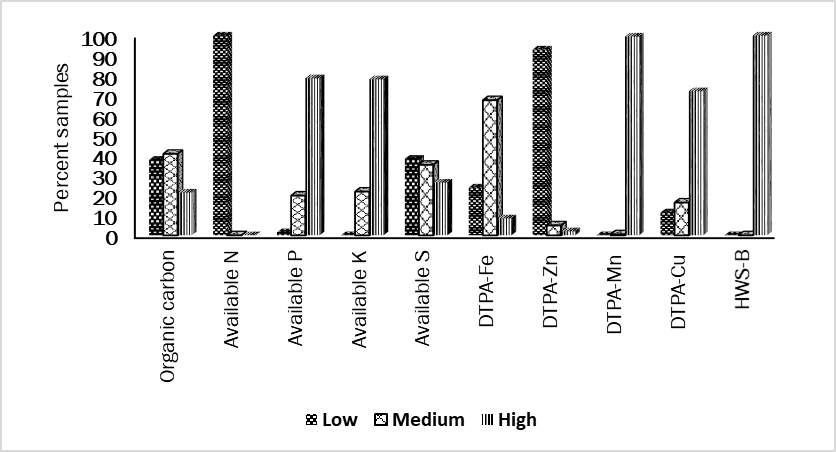 Percent samples
100
90
80
70
60
50
40
30
20
10
0
Organic carbon
Available N
Available P
Available K
Available S
DTPA-Fe
DTPA-Zn
DTPA-Mn
DTPA-Cu
HWS-B
Low Medium High